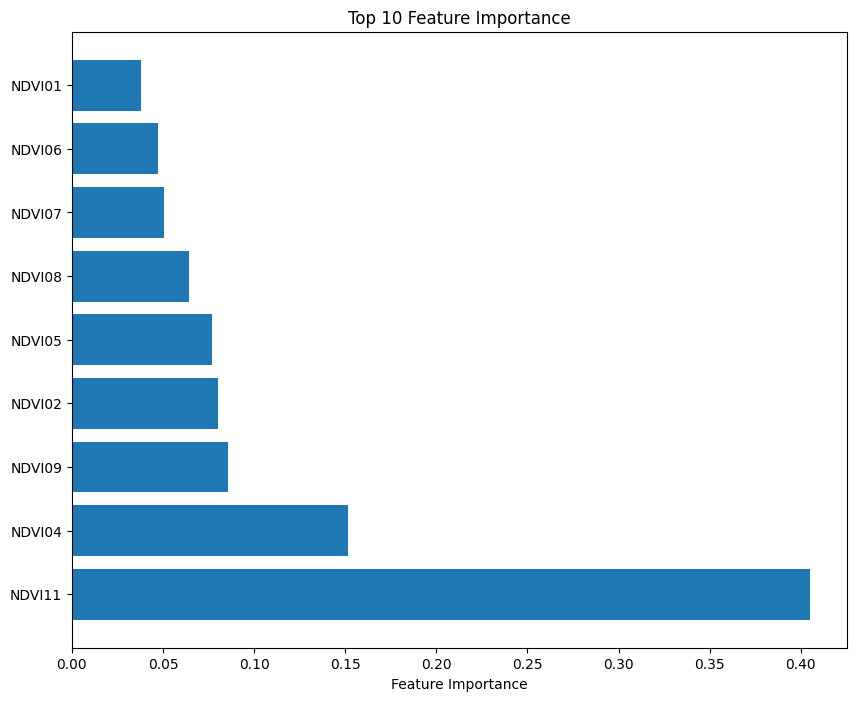 Top 10 Feature Importance
NDVI01
NDVI06
NDVI07
NDVI08
NDVI05
NDVI02
NDVI09
NDVI04
NDVI11
0.00 0.05 0.10 0.15 0.20 0.25 0.30 0.35 0.40
Feature Importance